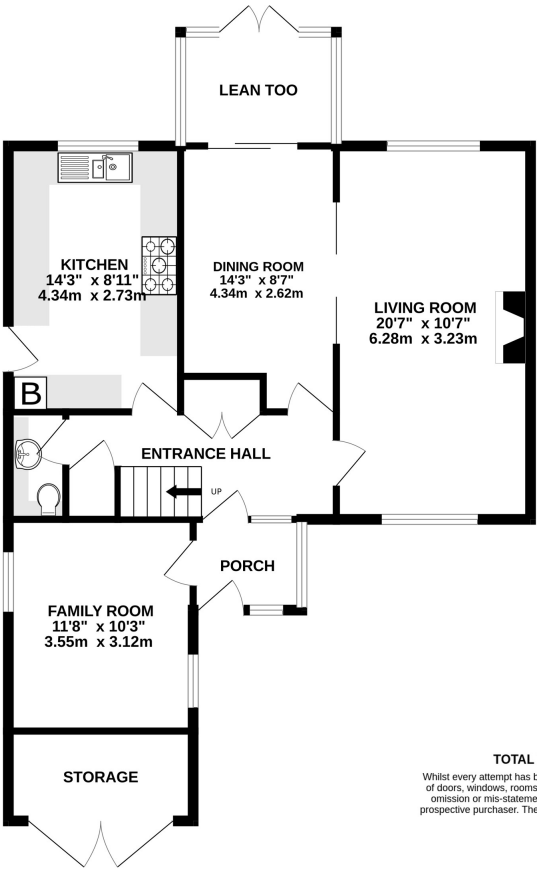 LEAN TOO
KITCHEN
14'3" x 8'11"
4.34m x 2.73m
DINING ROOM
14'3" x 8'7"
4.34m x 2.62m
LIVING ROOM
20'7" x 10'7"
6.28m x 3.23m
B
ENTRANCE HALL
UP
PORCH
FAMILY ROOM
11'8" x 10'3"
3.55m x 3.12m
STORAGE
TOTAL
Whilst every attempt has b
of doors, windows, rooms
omission or mis-stateme
prospective purchaser. The